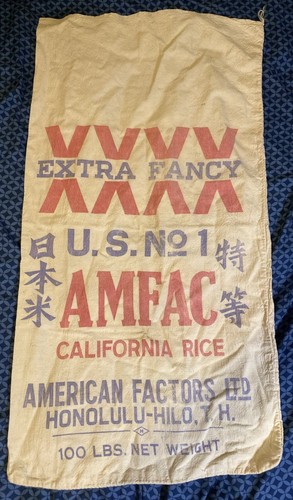 XXXX
EXTRA FANCY
U.S. No 1
日本米
特等
AMFAC
CALIFORNIA RICE
AMERICAN FACTORS LTD
HONOLULU-HILO, T.H.
100 LBS. NET WEIGHT